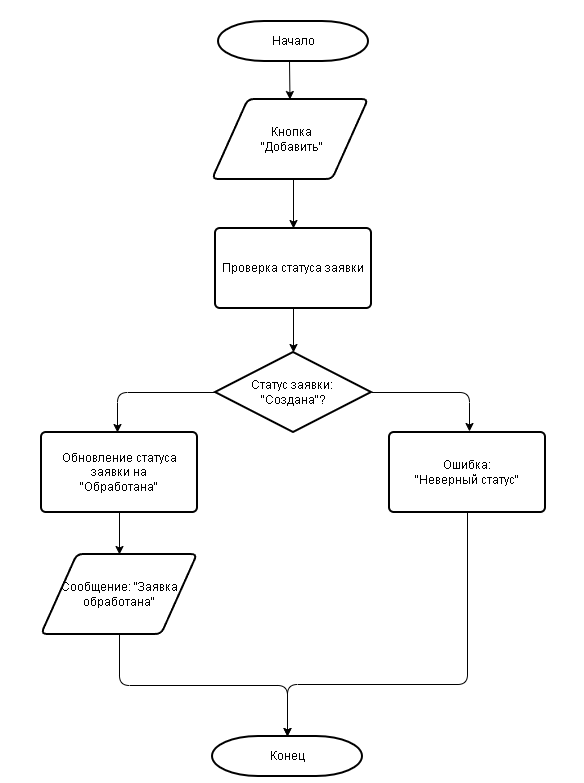 Начало
Кнопка
"Добавить"
Проверка статуса заявки
Статус заявки:
"Создана"?
Обновление статуса
заявки на
"Обработана"
Ошибка:
"Неверный статус"
Сообщение: "Заявка
обработана"
Конец